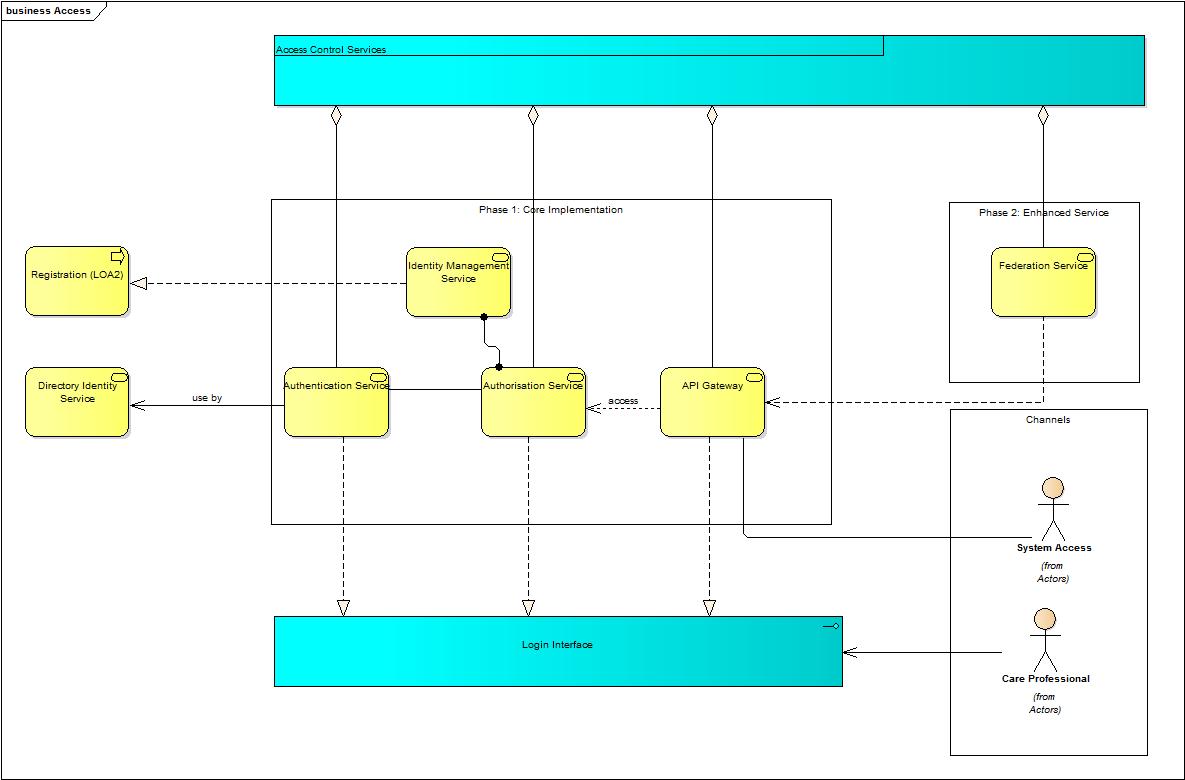 business Access
Access Control Services
Phase 1: Core Implementation
Phase 2: Enhanced Service
Registration (LOA2)
Identity Management
Service
Federation Service
Directory Identity
Service
use by
Authentication Service
Authorisation Service
access
API Gateway
Channels
System Access
(from
Actors)
Login Interface
Care Professional
(from
Actors)